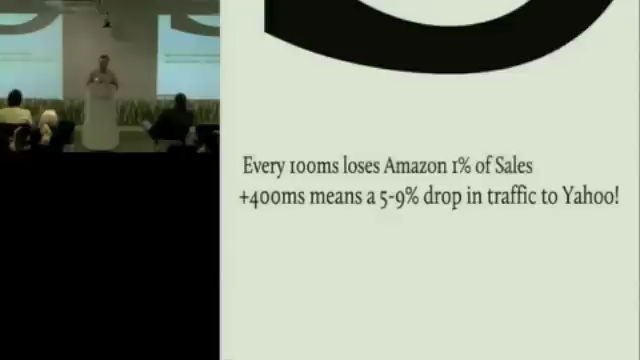 Every 100ms loses Amazon 1% of Sales
+400ms means a 5-9% drop in traffic to Yahoo!